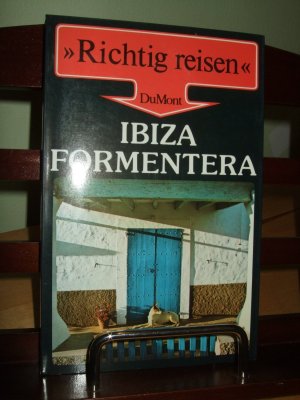 »Richtig reisen«
DuMont
IBIZA
FORMENTERA